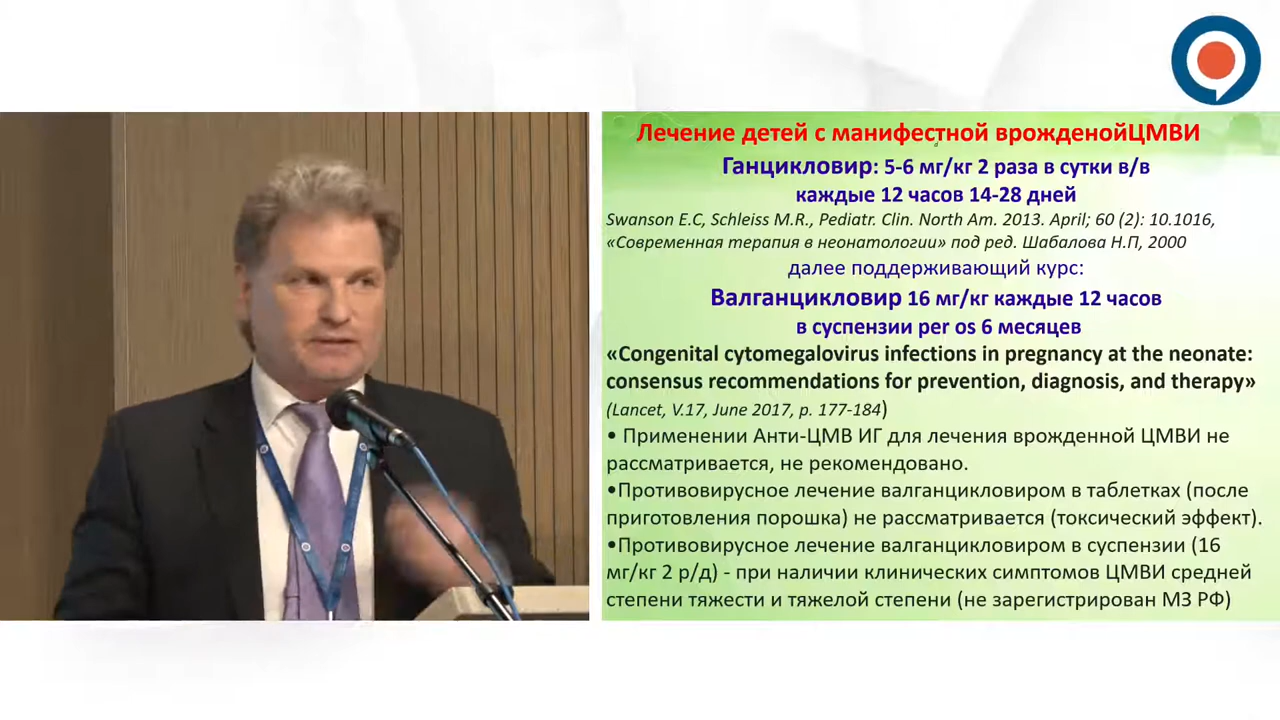 Лечение детей с манифестной врожденойЦМВИ
Ганцикловир: 5-6 мг/кг 2 раза в сутки в/в
каждые 12 часов 14-28 дней
Swanson E.C, Schleiss M.R., Pediatr. Clin. North Am. 2013. April; 60 (2): 10.1016,
«Современная терапия в неонатологии» под ред. Шабалова Н.П, 2000
далее поддерживающий курс:
Валганцикловир 16 мг/кг каждые 12 часов
в суспензии per os 6 месяцев
«Congenital cytomegalovirus infections in pregnancy at the neonate:
consensus recommendations for prevention, diagnosis, and therapy»
(Lancet, V.17, June 2017, p. 177-184)
• Применении Анти-ЦМВ ИГ для лечения врожденной ЦМВИ не
рассматривается, не рекомендовано.
•Противовирусное лечение валганцикловиром в таблетках (после
приготовления порошка) не рассматривается (токсический эффект).
•Противовирусное лечение валганцикловиром в суспензии (16
мг/кг 2 р/д) - при наличии клинических симптомов ЦМВИ средней
степени тяжести и тяжелой степени (не зарегистрирован МЗ РФ)